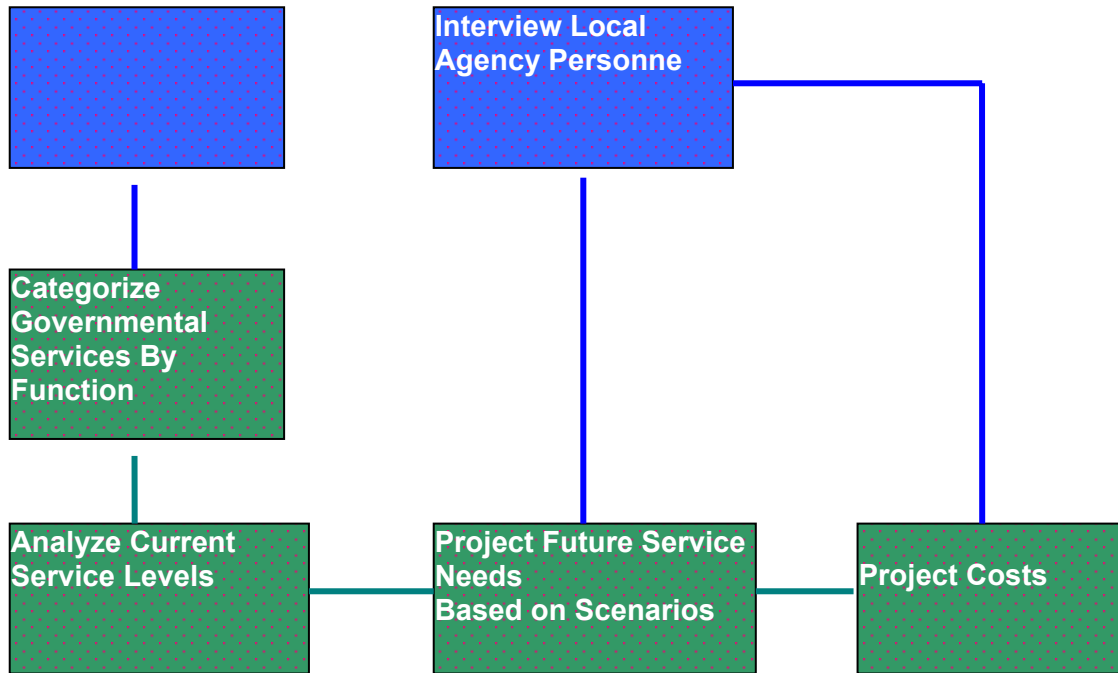 Interview Local
Agency Personne
Categorize
Governmental
Services By
Function
Analyze Current
Service Levels
Project Future Service
Needs
Based on Scenarios
Project Costs